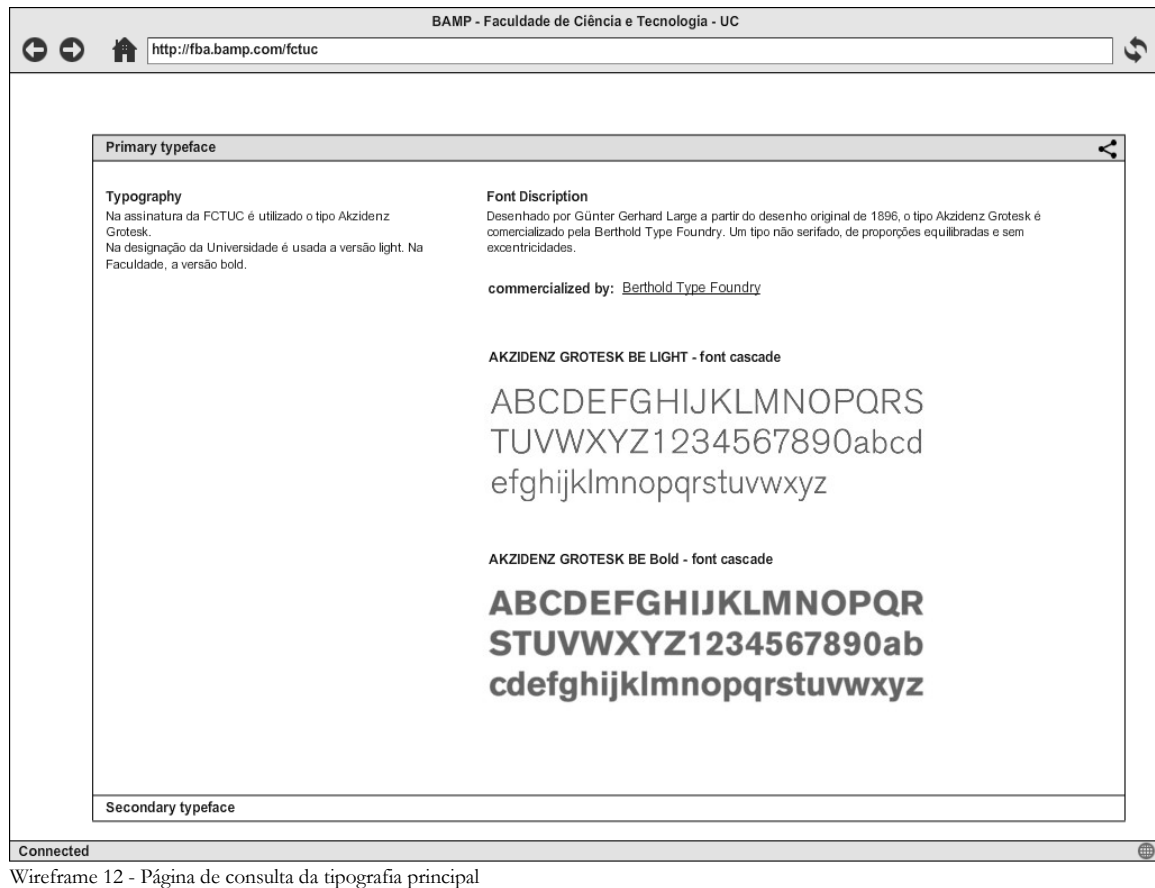 BAMP - Faculdade de Ciência e Tecnologia - UC
http://fba.bamp.com/fctuc
Primary typeface
Typography
Na assinatura da FCTUC é utilizado o tipo Akzidenz
Grotesk.
Na designação da Universidade é usada a versão light. Na
Faculdade, a versão bold.
Font Discription
Desenhado por Günter Gerhard Large a partir do desenho original de 1896, o tipo Akzidenz Grotesk é
comercializado pela Berthold Type Foundry. Um tipo não serifado, de proporções equilibradas e sem
excentricidades.
commercialized by: Berthold Type Foundry
AKZIDENZ GROTESK BE LIGHT - font cascade
ABCDEFGHIJKLMNOPQRS
TUVWXYZ1234567890abcd
efghijklmnopqrstuvwxyz
AKZIDENZ GROTESK BE Bold - font cascade
ABCDEFGHIJKLMNOPQR
STUVWXYZ1234567890ab
cdefghijklmnopqrstuvwxyz
Secondary typeface
Connected
Wireframe 12 - Página de consulta da tipografia principal